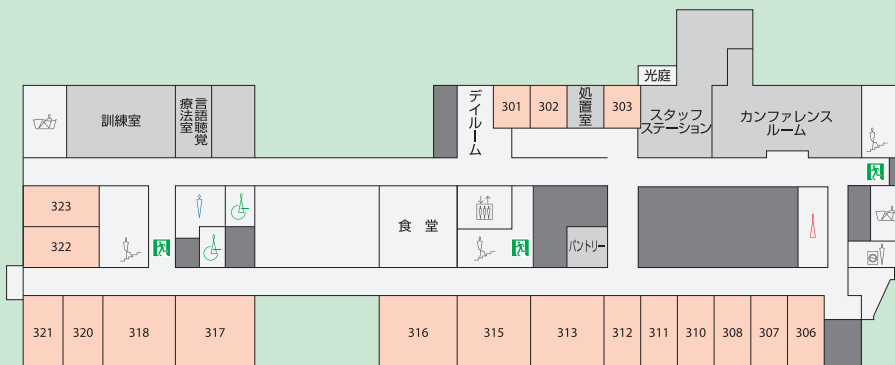 光庭
訓練室
言語聴覚
療法室
デイルーム
301
302
処置室
303
スタッフ
ステーション
カンファレンス
ルーム
323
322
食堂
パントリー
321
320
318
317
316
315
313
312
311
310
308
307
306